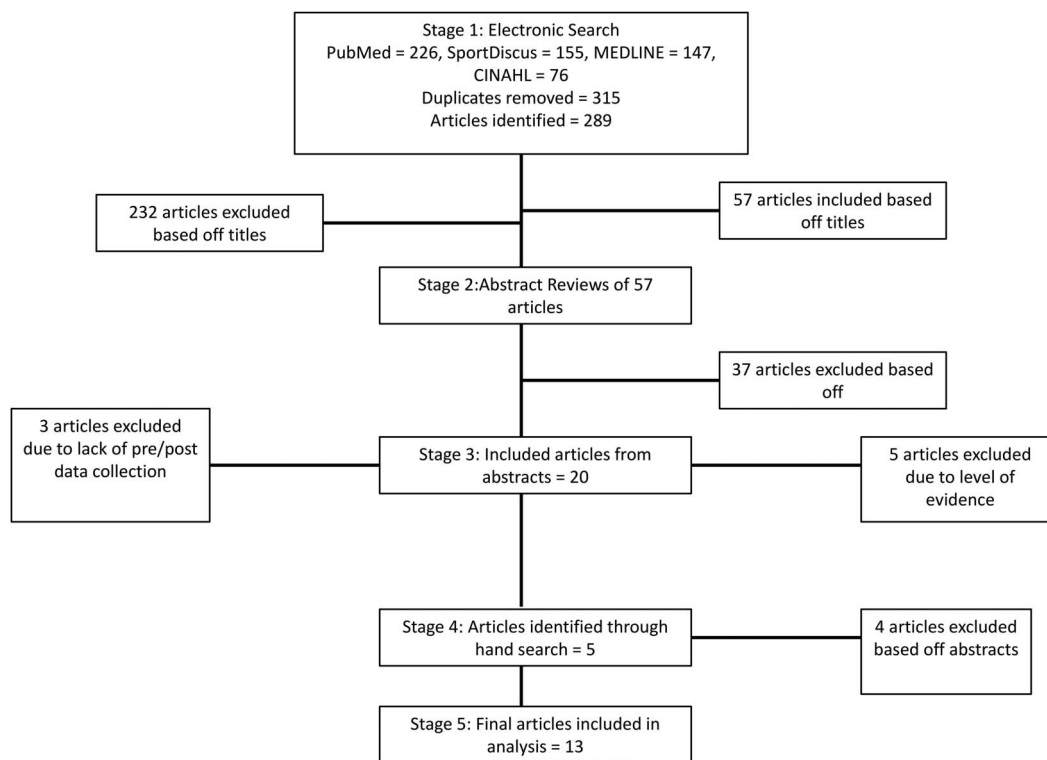 Stage 1: Electronic Search
PubMed = 226, SportDiscus = 155, MEDLINE = 147,
CINAHL = 76
Duplicates removed = 315
Articles identified = 289
232 articles excluded
based off titles
57 articles included based
off titles
Stage 2:Abstract Reviews of 57
articles
37 articles excluded based
off
3 articles excluded
due to lack of pre/post
data collection
Stage 3: Included articles from
abstracts = 20
5 articles excluded
due to level of
evidence
Stage 4: Articles identified through
hand search = 5
4 articles excluded
based off abstracts
Stage 5: Final articles included in
analysis = 13